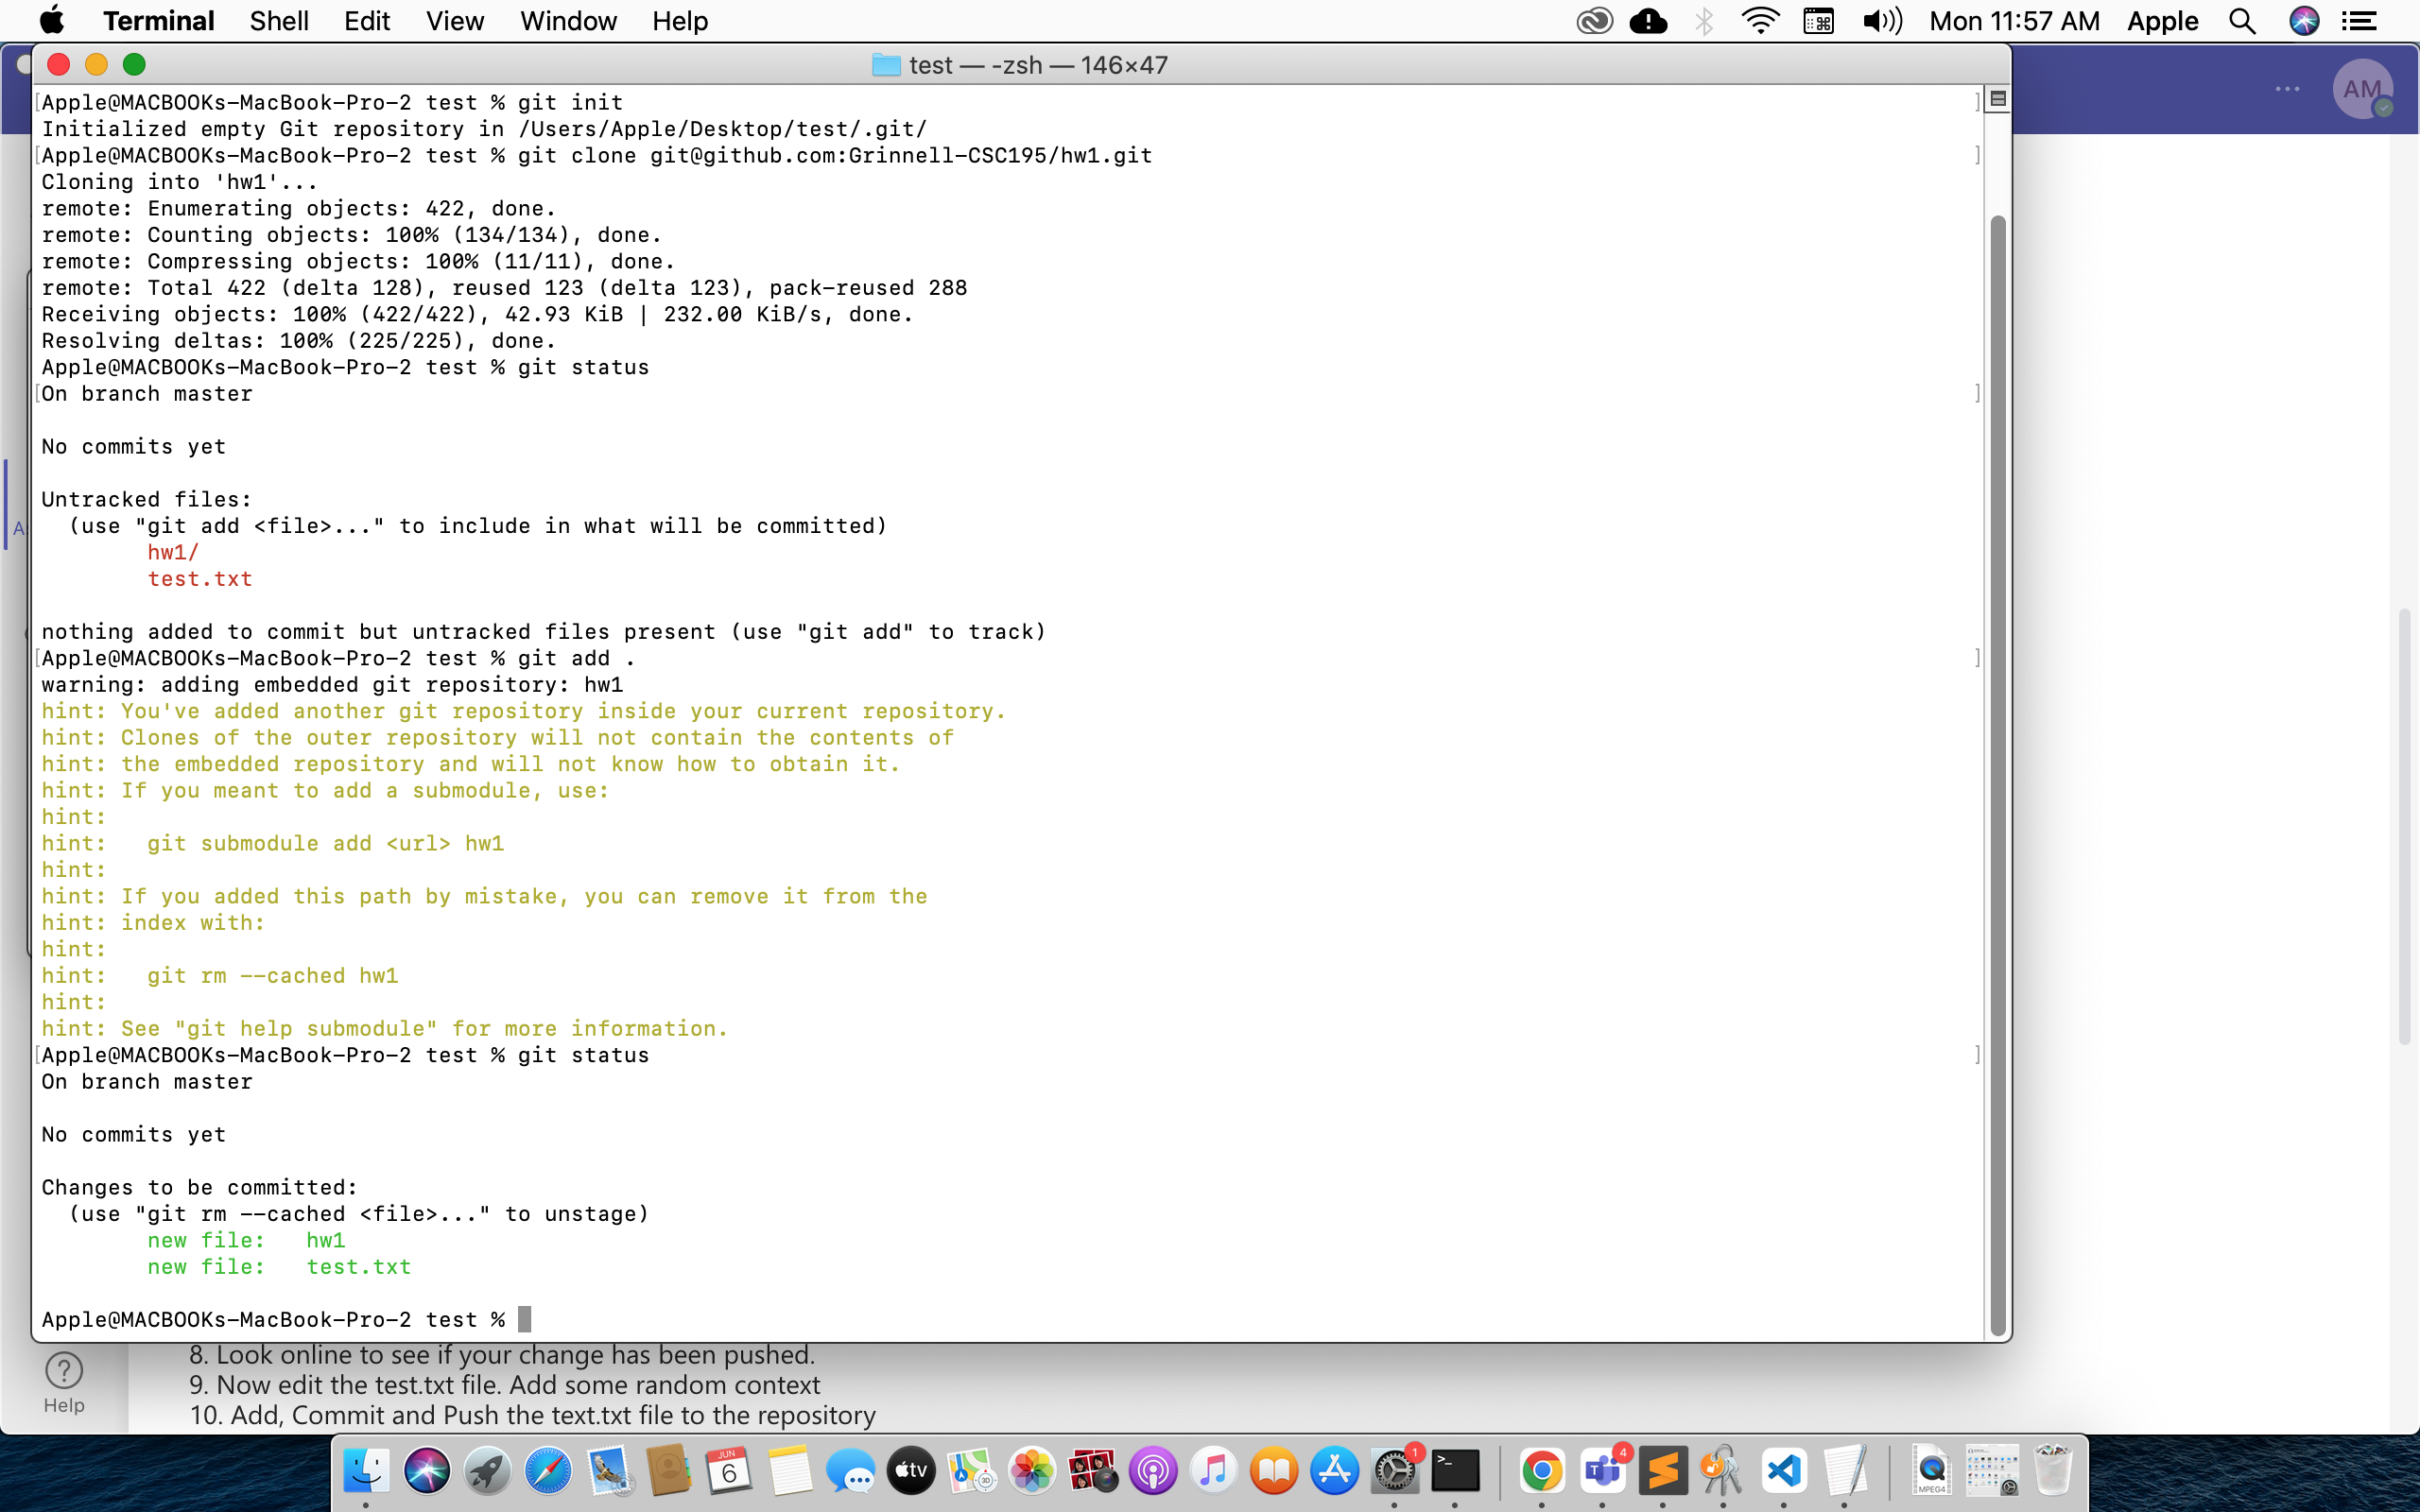 Terminal Shell Edit View Window Help Mon 11:57 AM Apple
test — -zsh — 146×47
AM
Apple@MACBOOKs-MacBook-Pro-2 test % git init
Initialized empty Git repository in /Users/Apple/Desktop/test/.git/
Apple@MACBOOKs-MacBook-Pro-2 test % git clone git@github.com:Grinnell-CSC195/hw1.git
Cloning into 'hw1'...
remote: Enumerating objects: 422, done.
remote: Counting objects: 100% (134/134), done.
remote: Compressing objects: 100% (11/11), done.
remote: Total 422 (delta 128), reused 123 (delta 123), pack-reused 288
Receiving objects: 100% (422/422), 42.93 KiB | 232.00 KiB/s, done.
Resolving deltas: 100% (225/225), done.
Apple@MACBOOKs-MacBook-Pro-2 test % git status
On branch master
No commits yet
Untracked files:
(use "git add <file>..." to include in what will be committed)
hw1/
test.txt
nothing added to commit but untracked files present (use "git add" to track)
Apple@MACBOOKs-MacBook-Pro-2 test % git add .
warning: adding embedded git repository: hw1
hint: You've added another git repository inside your current repository.
hint: Clones of the outer repository will not contain the contents of
hint: the embedded repository and will not know how to obtain it.
hint: If you meant to add a submodule, use:
hint:
hint: git submodule add <url> hw1
hint:
hint: If you added this path by mistake, you can remove it from the
hint: index with:
hint:
hint: git rm --cached hw1
hint:
hint: See "git help submodule" for more information.
Apple@MACBOOKs-MacBook-Pro-2 test % git status
On branch master
No commits yet
Changes to be committed:
(use "git rm --cached <file>..." to unstage)
new file: hw1
new file: test.txt
Apple@MACBOOKs-MacBook-Pro-2 test %
8. Look online to see if your change has been pushed.
9. Now edit the test.txt file. Add some random context
10. Add, Commit and Push the text.txt file to the repository
Help
JUN
6
tv
3D
1
>_
4
T
MPEG4